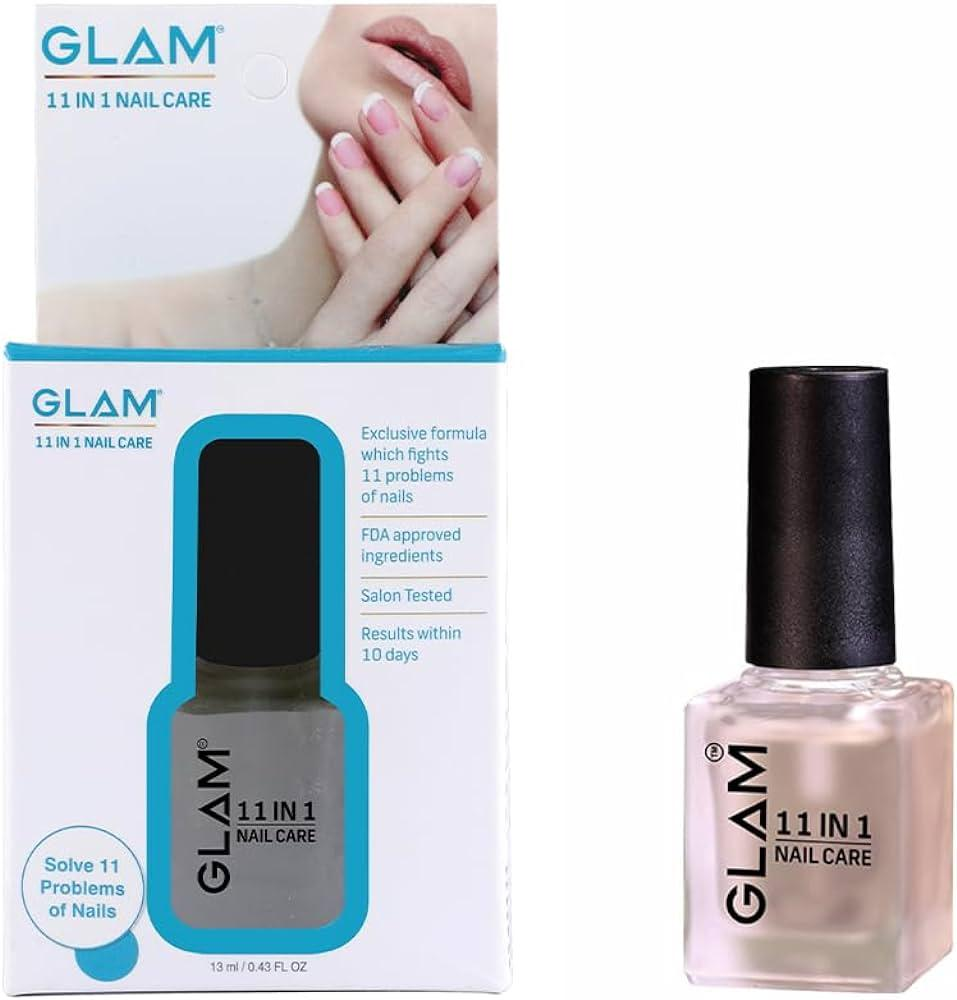 GLAM™
11 IN 1 NAIL CARE
GLAM®
11 IN 1 NAIL CARE
Exclusive formula
which fights
11 problems
of nails
FDA approved
ingredients
Salon Tested
Results within
10 days
GLAM®
11 IN 1
NAIL CARE
Solve 11
Problems
of Nails
13 ml / 0.43 FL OZ
GLAM™
11 IN 1
NAIL CARE